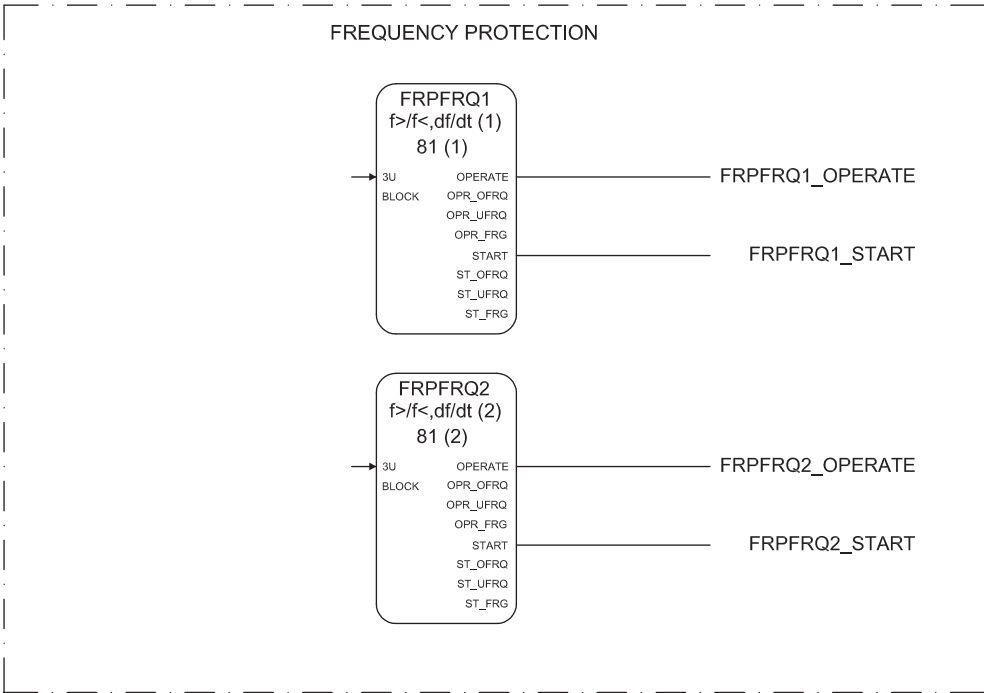 FREQUENCY PROTECTION
FRPFRQ1
f>/f<,df/dt (1)
81 (1)
3U OPERATE FRPFRQ1_OPERATE
BLOCK OPR_OFRQ
OPR_UFRQ
OPR_FRG
START FRPFRQ1_START
ST_OFRQ
ST_UFRQ
ST_FRG
FRPFRQ2
f>/f<,df/dt (2)
81 (2)
3U OPERATE FRPFRQ2_OPERATE
BLOCK OPR_OFRQ
OPR_UFRQ
OPR_FRG
START FRPFRQ2_START
ST_OFRQ
ST_UFRQ
ST_FRG